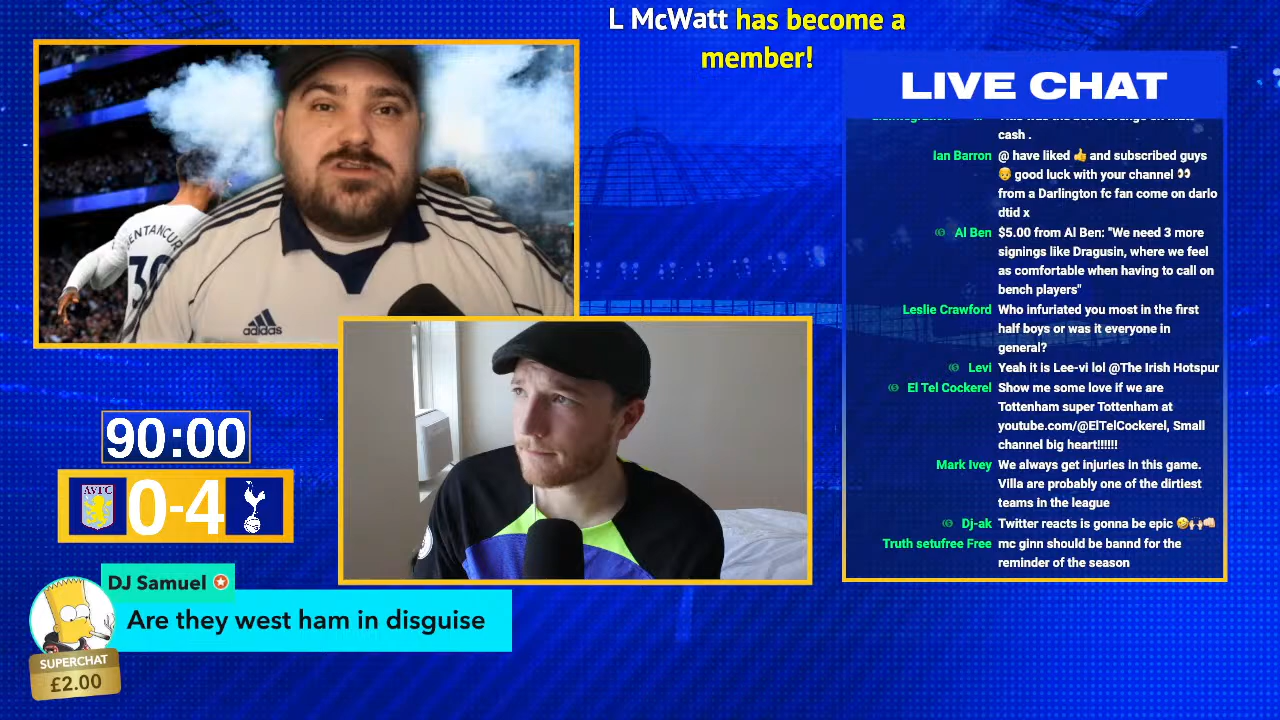 L McWatt has become a
member!
LIVE CHAT
cash .
Ian Barron @ have liked 👍 and subscribed guys
👴 good luck with your channel 👀
from a Darlington fc fan come on darlo
dtid x
Al Ben $5.00 from Al Ben: "We need 3 more
signings like Dragusin, where we feel
as comfortable when having to call on
bench players"
Leslie Crawford Who infuriated you most in the first
half boys or was it everyone in
general?
Levi Yeah it is Lee-vi lol @The Irish Hotspur
El Tel Cockerel Show me some love if we are
Tottenham super Tottenham at
youtube.com/@ElTelCockerel, Small
channel big heart!!!!!!
Mark Ivey We always get injuries in this game.
Villa are probably one of the dirtiest
teams in the league
Dj-ak Twitter reacts is gonna be epic 🤣🙌🏻👊🏻
Truth setufree Free mc ginn should be bannd for the
reminder of the season
ENTANCUR
30
adidas
90:00
AVFC
0-4
DJ Samuel
Are they west ham in disguise
SUPERCHAT
£2.00